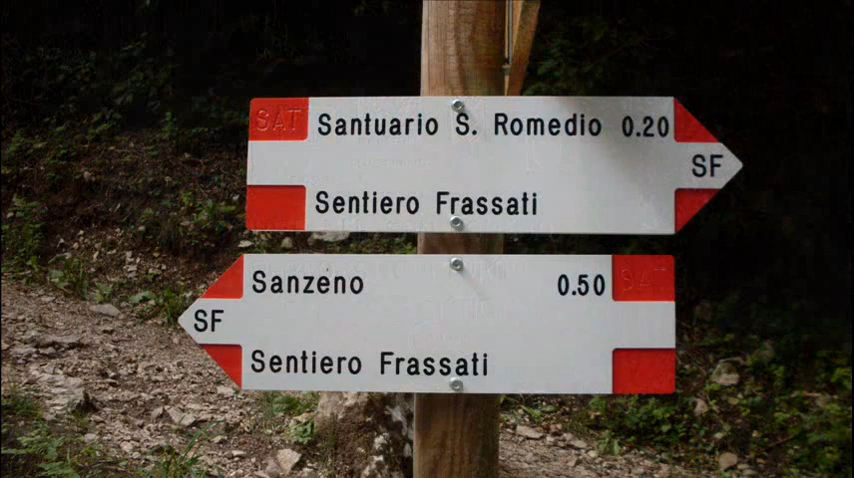 SAT
Santuario S. Romedio 0.20
SF
Sentiero Frassati
Sanzeno 0.50
SAT
SF
Sentiero Frassati